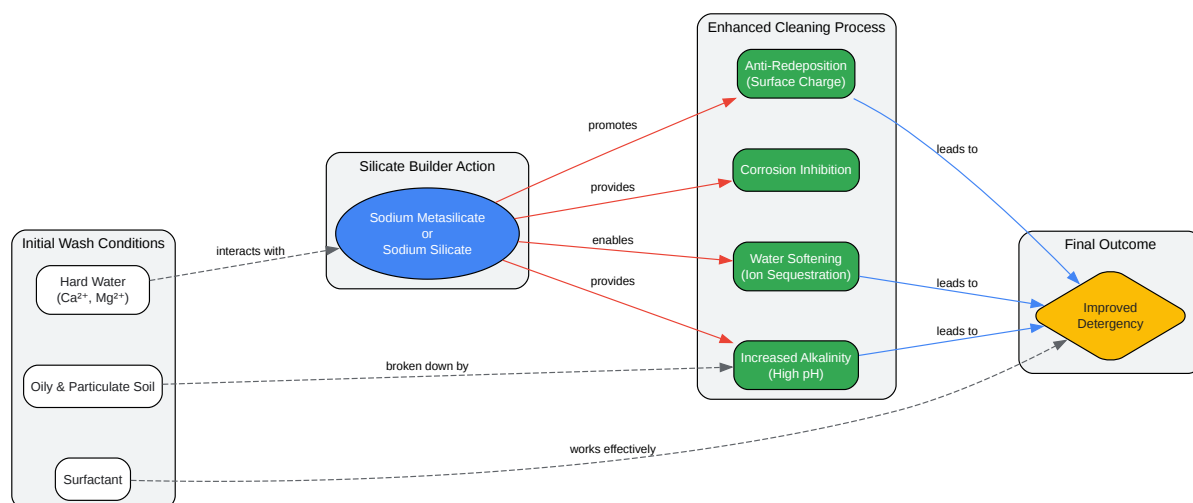 Initial Wash Conditions
Hard Water
(Ca²⁺, Mg²⁺)
Oily & Particulate Soil
Surfactant
interacts with
broken down by
works effectively
Silicate Builder Action
Sodium Metasilicate
or
Sodium Silicate
promotes
provides
enables
provides
Enhanced Cleaning Process
Anti-Redeposition
(Surface Charge)
Corrosion Inhibition
Water Softening
(Ion Sequestration)
Increased Alkalinity
(High pH)
leads to
leads to
leads to
Final Outcome
Improved
Detergency